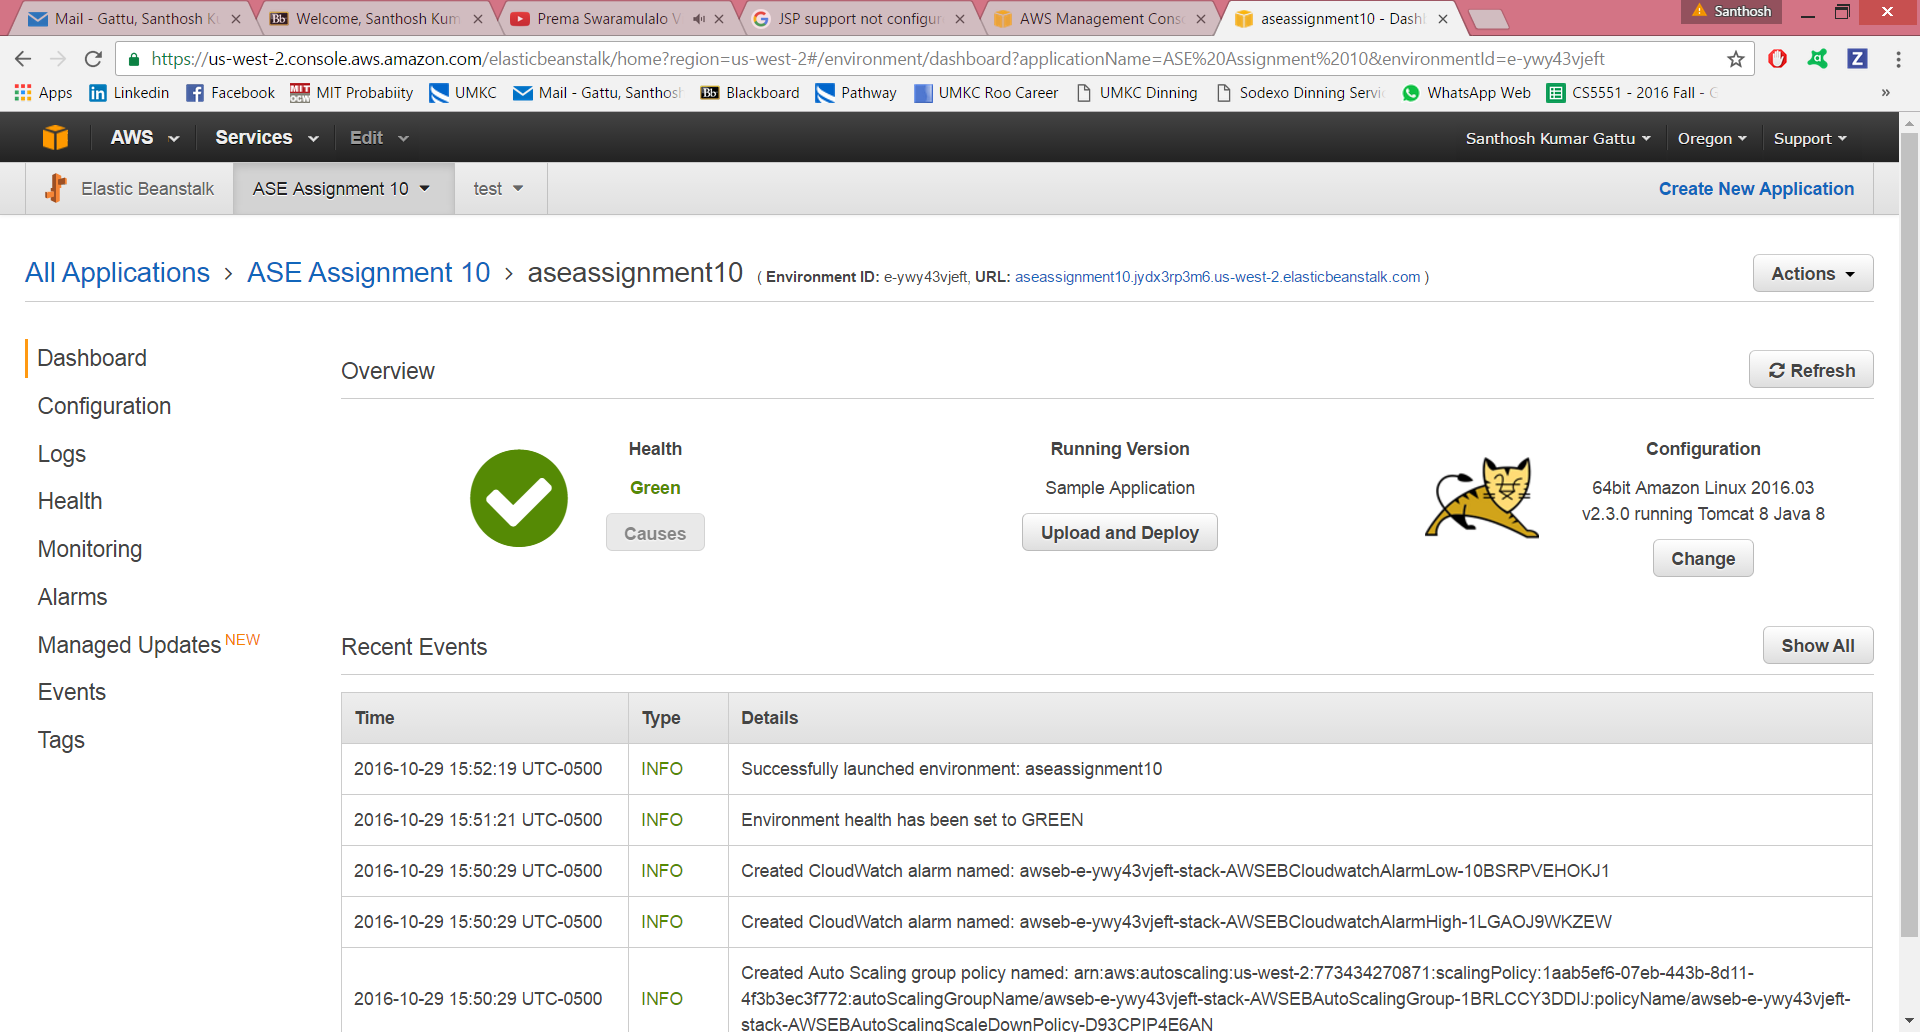 Mail - Gattu, Santhosh Ku
Welcome, Santhosh Kum
Prema Swaramulalo V
JSP support not configur
AWS Management Conso
aseassignment10 - Dash
Santhosh
https://us-west-2.console.aws.amazon.com/elasticbeanstalk/home?region=us-west-2#/environment/dashboard?applicationName=ASE%20Assignment%2010&environmentId=e-ywy43vjeft
Apps Linkedin Facebook MIT Probabiity UMKC Mail - Gattu, Santhosh Blackboard Pathway UMKC Roo Career UMKC Dinning Sodexo Dinning Servic WhatsApp Web CS5551 - 2016 Fall - G »
AWS Services Edit Santhosh Kumar Gattu Oregon Support
Elastic Beanstalk ASE Assignment 10 test Create New Application
All Applications > ASE Assignment 10 > aseassignment10 ( Environment ID: e-ywy43vjeft, URL: aseassignment10.jydx3rp3m6.us-west-2.elasticbeanstalk.com ) Actions
Dashboard
Configuration
Logs
Health
Monitoring
Alarms
Managed Updates NEW
Events
Tags
Overview Refresh
Health
Green
Causes
Running Version
Sample Application
Upload and Deploy
Configuration
64bit Amazon Linux 2016.03
v2.3.0 running Tomcat 8 Java 8
Change
Recent Events Show All
Time Type Details
2016-10-29 15:52:19 UTC-0500 INFO Successfully launched environment: aseassignment10
2016-10-29 15:51:21 UTC-0500 INFO Environment health has been set to GREEN
2016-10-29 15:50:29 UTC-0500 INFO Created CloudWatch alarm named: awseb-e-ywy43vjeft-stack-AWSEBCloudwatchAlarmLow-10BSRPVEHOKJ1
2016-10-29 15:50:29 UTC-0500 INFO Created CloudWatch alarm named: awseb-e-ywy43vjeft-stack-AWSEBCloudwatchAlarmHigh-1LGAOJ9WKZEW
2016-10-29 15:50:29 UTC-0500 INFO Created Auto Scaling group policy named: arn:aws:autoscaling:us-west-2:773434270871:scalingPolicy:1aab5ef6-07eb-443b-8d11-
4f3b3ec3f772:autoScalingGroupName/awseb-e-ywy43vjeft-stack-AWSEBAutoScalingGroup-1BRLCCY3DDIJ:policyName/awseb-e-ywy43vjeft-
stack-AWSEBAutoScalingScaleDownPolicy-D93CPIP4E6AN